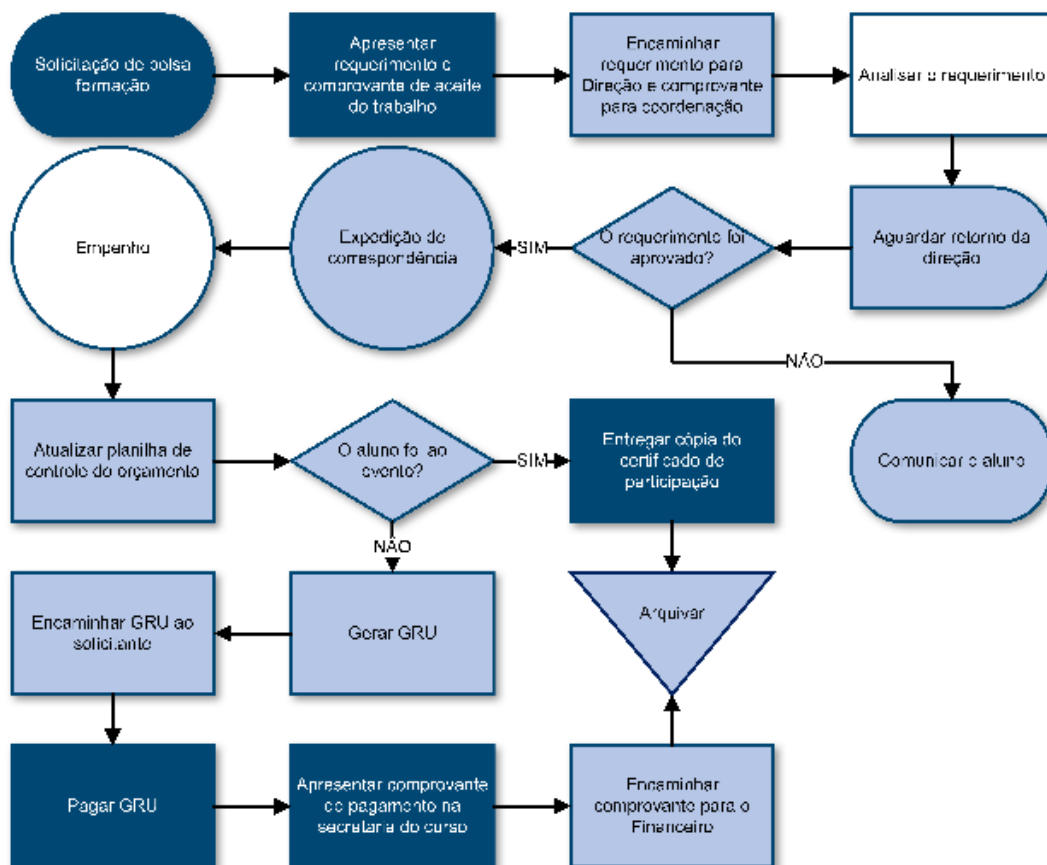 Solicitação de bolsa
formação
Apresentar
requerimento e
comprovante de aceite
do trabalho
Encaminhar
requerimento para
Direção e comprovante
para coordenação
Analisar o requerimento
Empenho
Expedição de
correspondência
SIM
O requerimento foi
aprovado?
Aguardar retorno da
direção
NÃO
Atualizar planilha de
controle do orçamento
O aluno foi ao
evento?
SIM
Entregar cópia do
certificado de
participação
Comunicar o aluno
NÃO
Encaminhar GRU ao
solicitante
Gerar GRU
Arquivar
Pagar GRU
Apresentar comprovante
de pagamento na
secretaria do curso
Encaminhar
comprovante para o
Financeiro